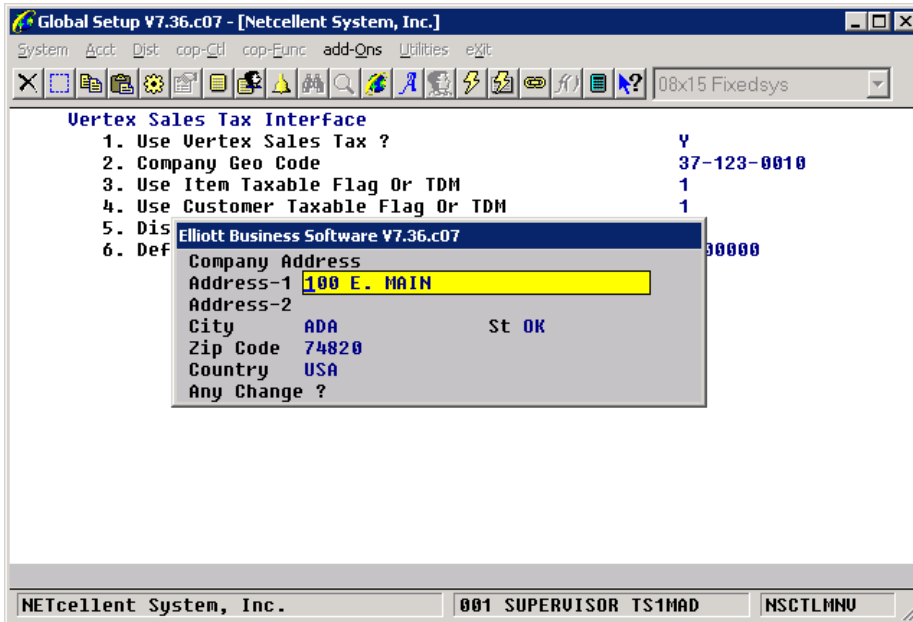 Global Setup V7.36.c07 - [Netcellent System, Inc.]
System Acct Dist cop-Ctl cop-Func add-Ons Utilities eXit
08x15 Fixedsys
Vertex Sales Tax Interface
1. Use Vertex Sales Tax ? Y
2. Company Geo Code 37-123-0010
3. Use Item Taxable Flag Or TDM 1
4. Use Customer Taxable Flag Or TDM 1
5. Dis
6. Def 00000
Elliott Business Software V7.36.c07
Company Address
Address-1 100 E. MAIN
Address-2
City ADA St OK
Zip Code 74820
Country USA
Any Change ?
NETcellent System, Inc. 001 SUPERVISOR TS1MAD NSCTLMNU